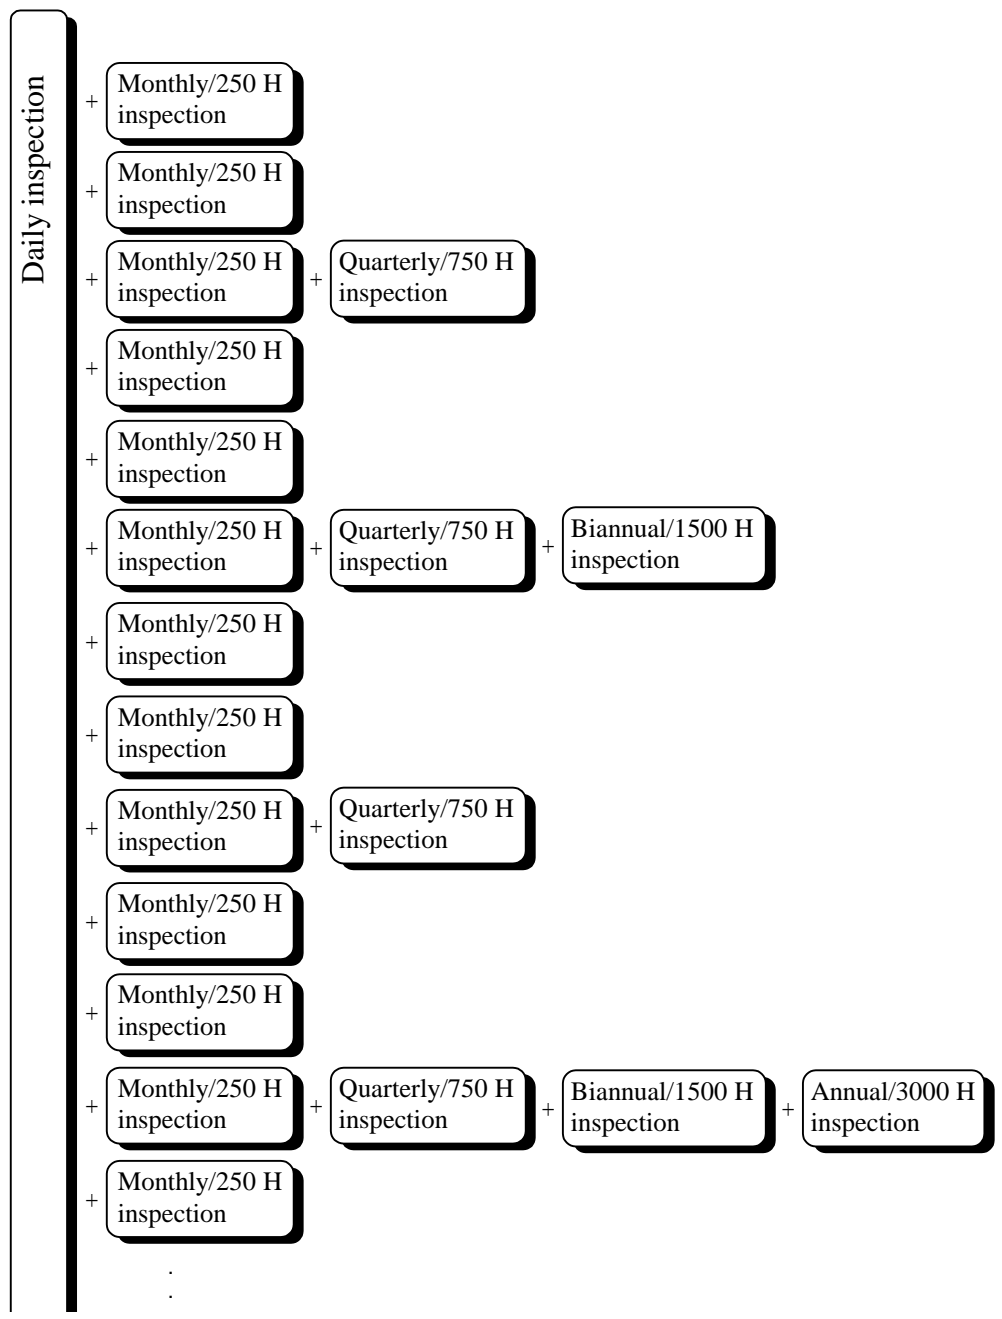 Daily inspection
+ Monthly/250 H
inspection
+ Monthly/250 H
inspection
+ Monthly/250 H
inspection
+ Quarterly/750 H
inspection
+ Monthly/250 H
inspection
+ Monthly/250 H
inspection
+ Monthly/250 H
inspection
+ Quarterly/750 H
inspection
+ Biannual/1500 H
inspection
+ Monthly/250 H
inspection
+ Monthly/250 H
inspection
+ Monthly/250 H
inspection
+ Quarterly/750 H
inspection
+ Monthly/250 H
inspection
+ Monthly/250 H
inspection
+ Monthly/250 H
inspection
+ Quarterly/750 H
inspection
+ Biannual/1500 H
inspection
+ Annual/3000 H
inspection
+ Monthly/250 H
inspection
.
.